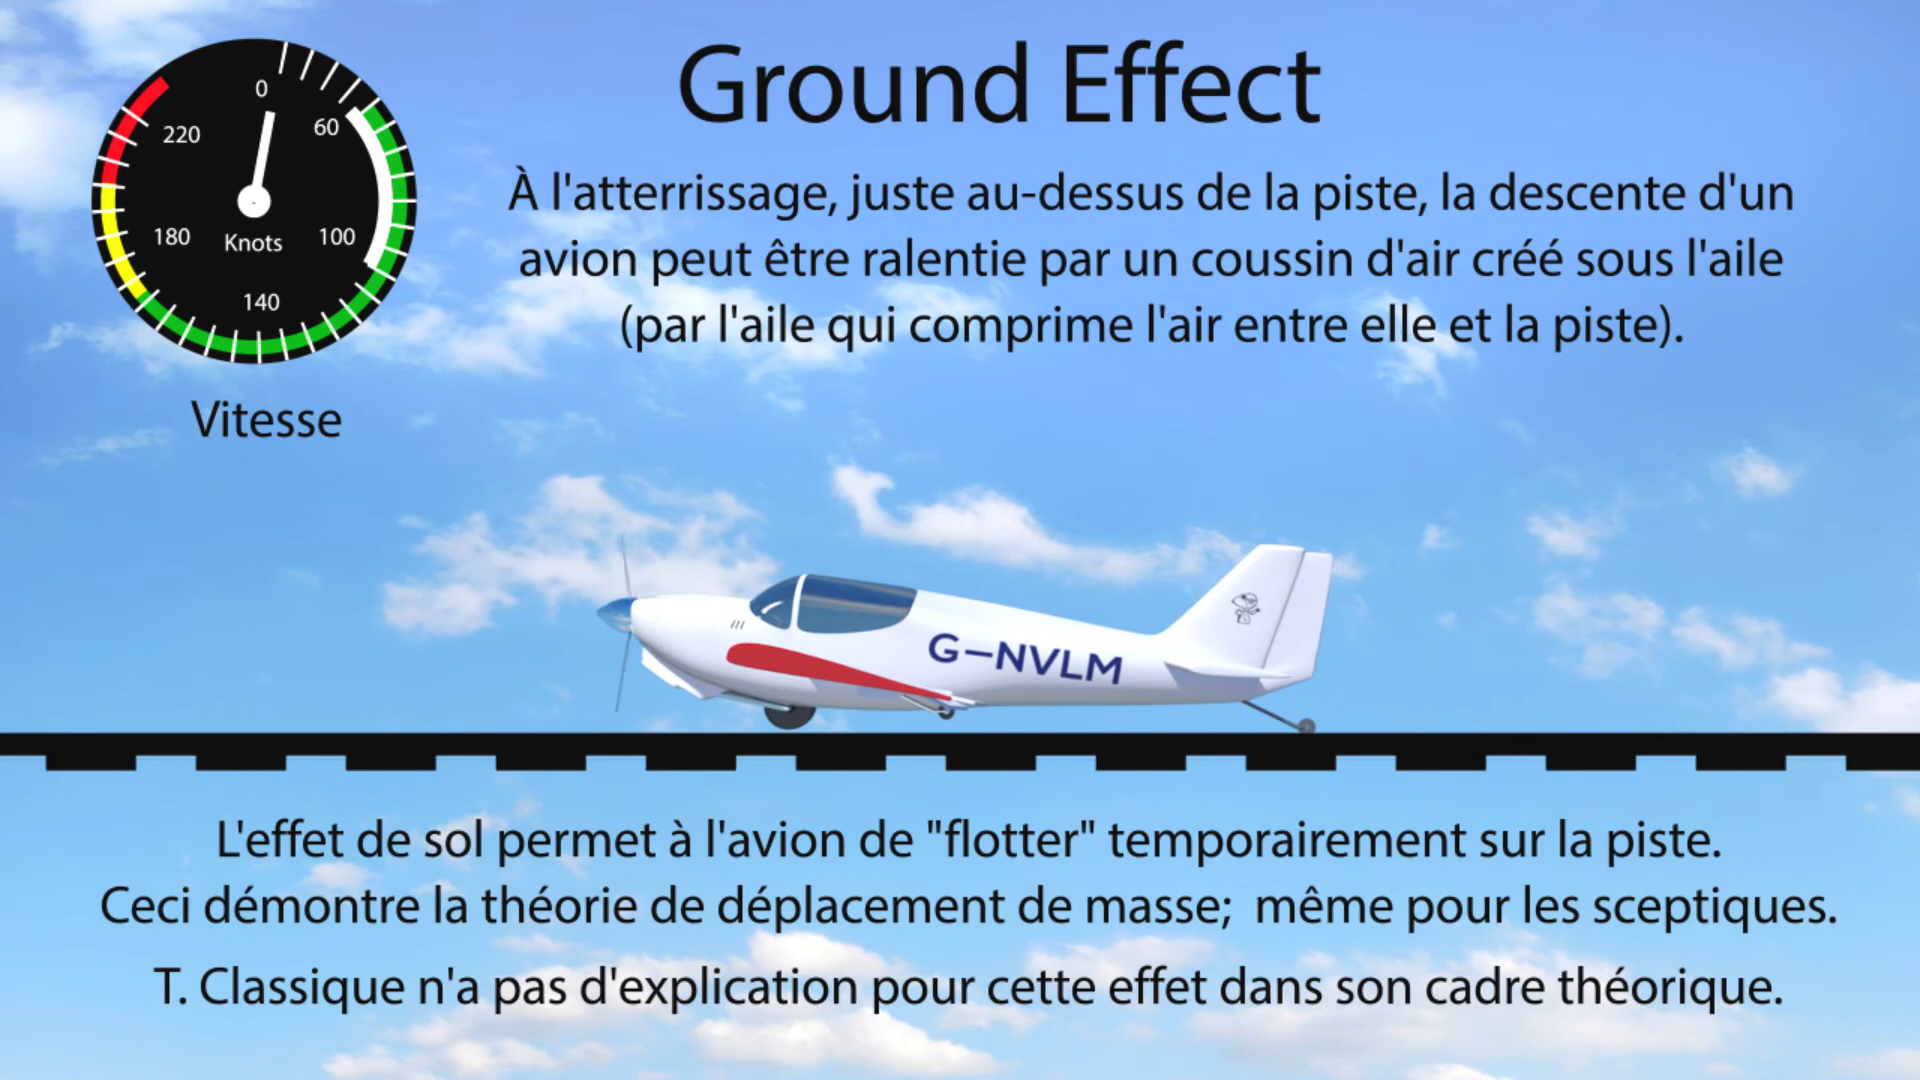 Ground Effect
0
60
220
180
Knots
100
140
Vitesse
À l'atterrissage, juste au-dessus de la piste, la descente d'un
avion peut être ralentie par un coussin d'air créé sous l'aile
(par l'aile qui comprime l'air entre elle et la piste).
G–NVLM
L'effet de sol permet à l'avion de "flotter" temporairement sur la piste.
Ceci démontre la théorie de déplacement de masse;  même pour les sceptiques.
T. Classique n'a pas d'explication pour cette effet dans son cadre théorique.